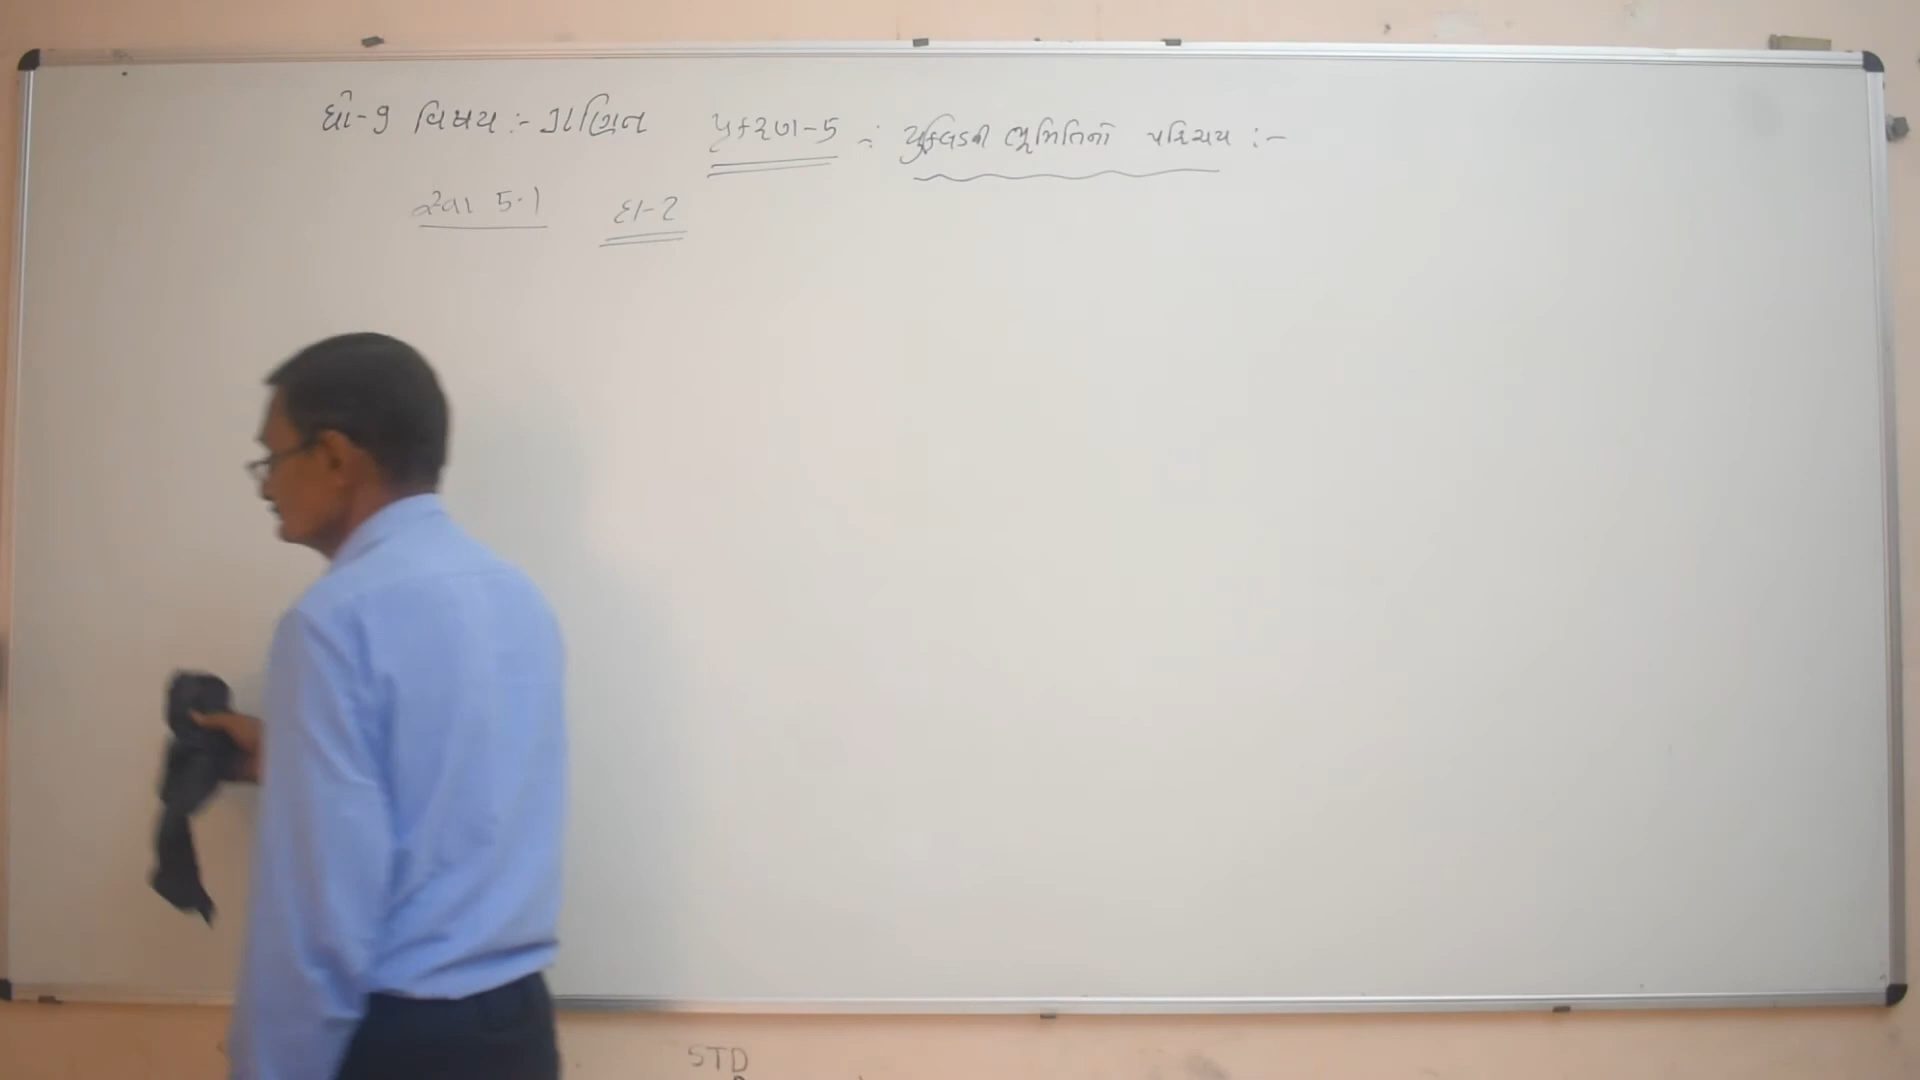 ધો-9 વિષય :- ગણિત પ્રકરણ-5 :- યુક્લિડની ભૂમિતિનો પરિચય :-
સ્વા 5.1 દા-2
STD